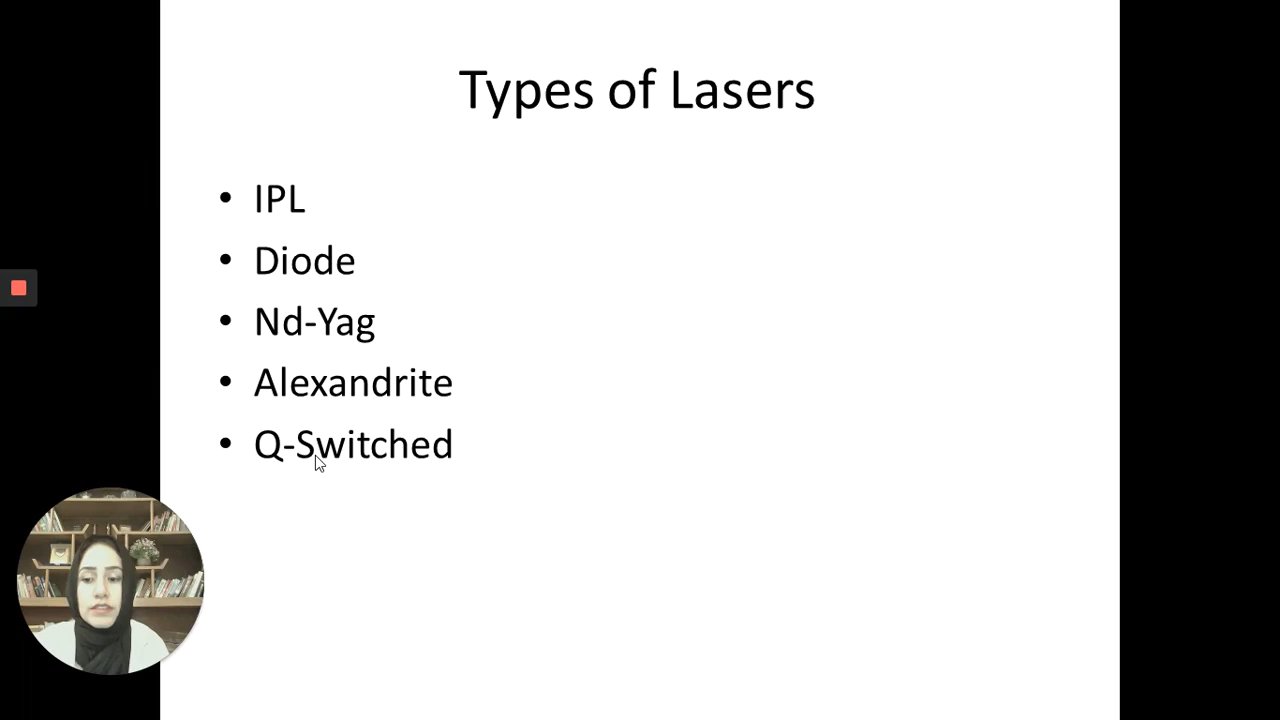 Types of Lasers
• IPL
• Diode
• Nd-Yag
• Alexandrite
• Q-Switched